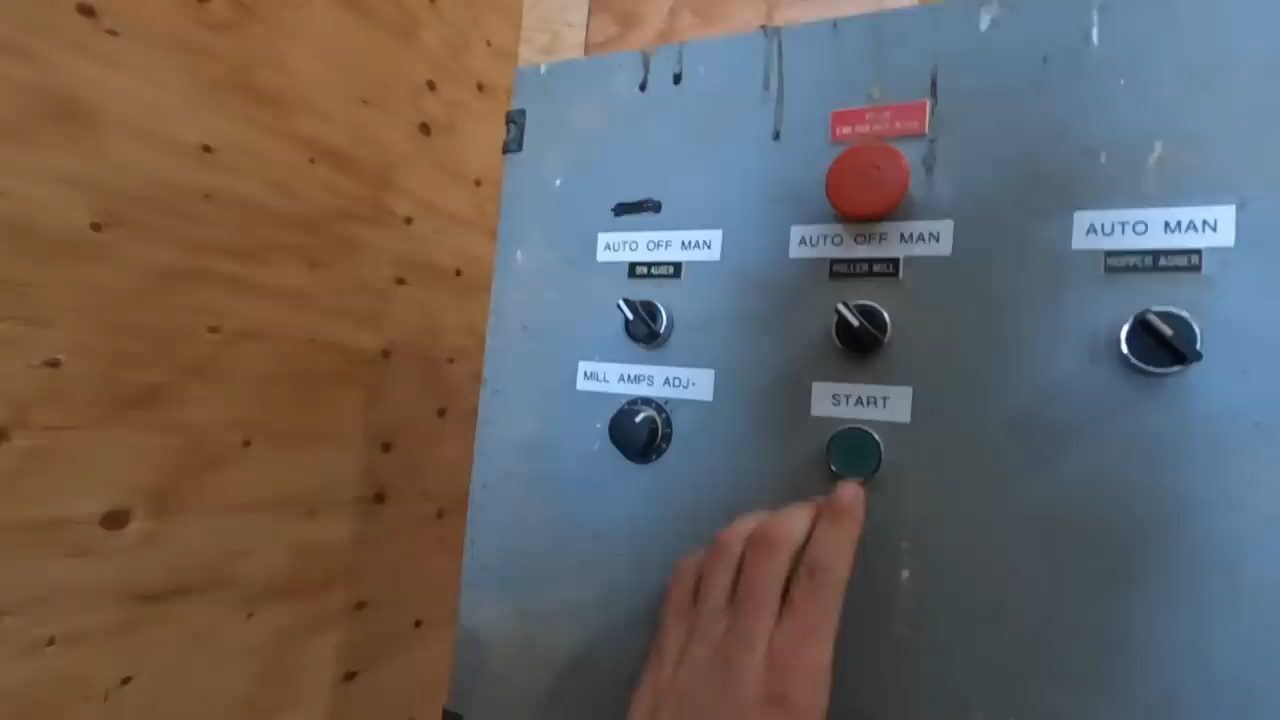 AUTO OFF MAN
BIN AUGER
MILL AMPS ADJ.
AUTO OFF MAN
ROLLER MILL
START
AUTO MAN
HOPPER AUGER